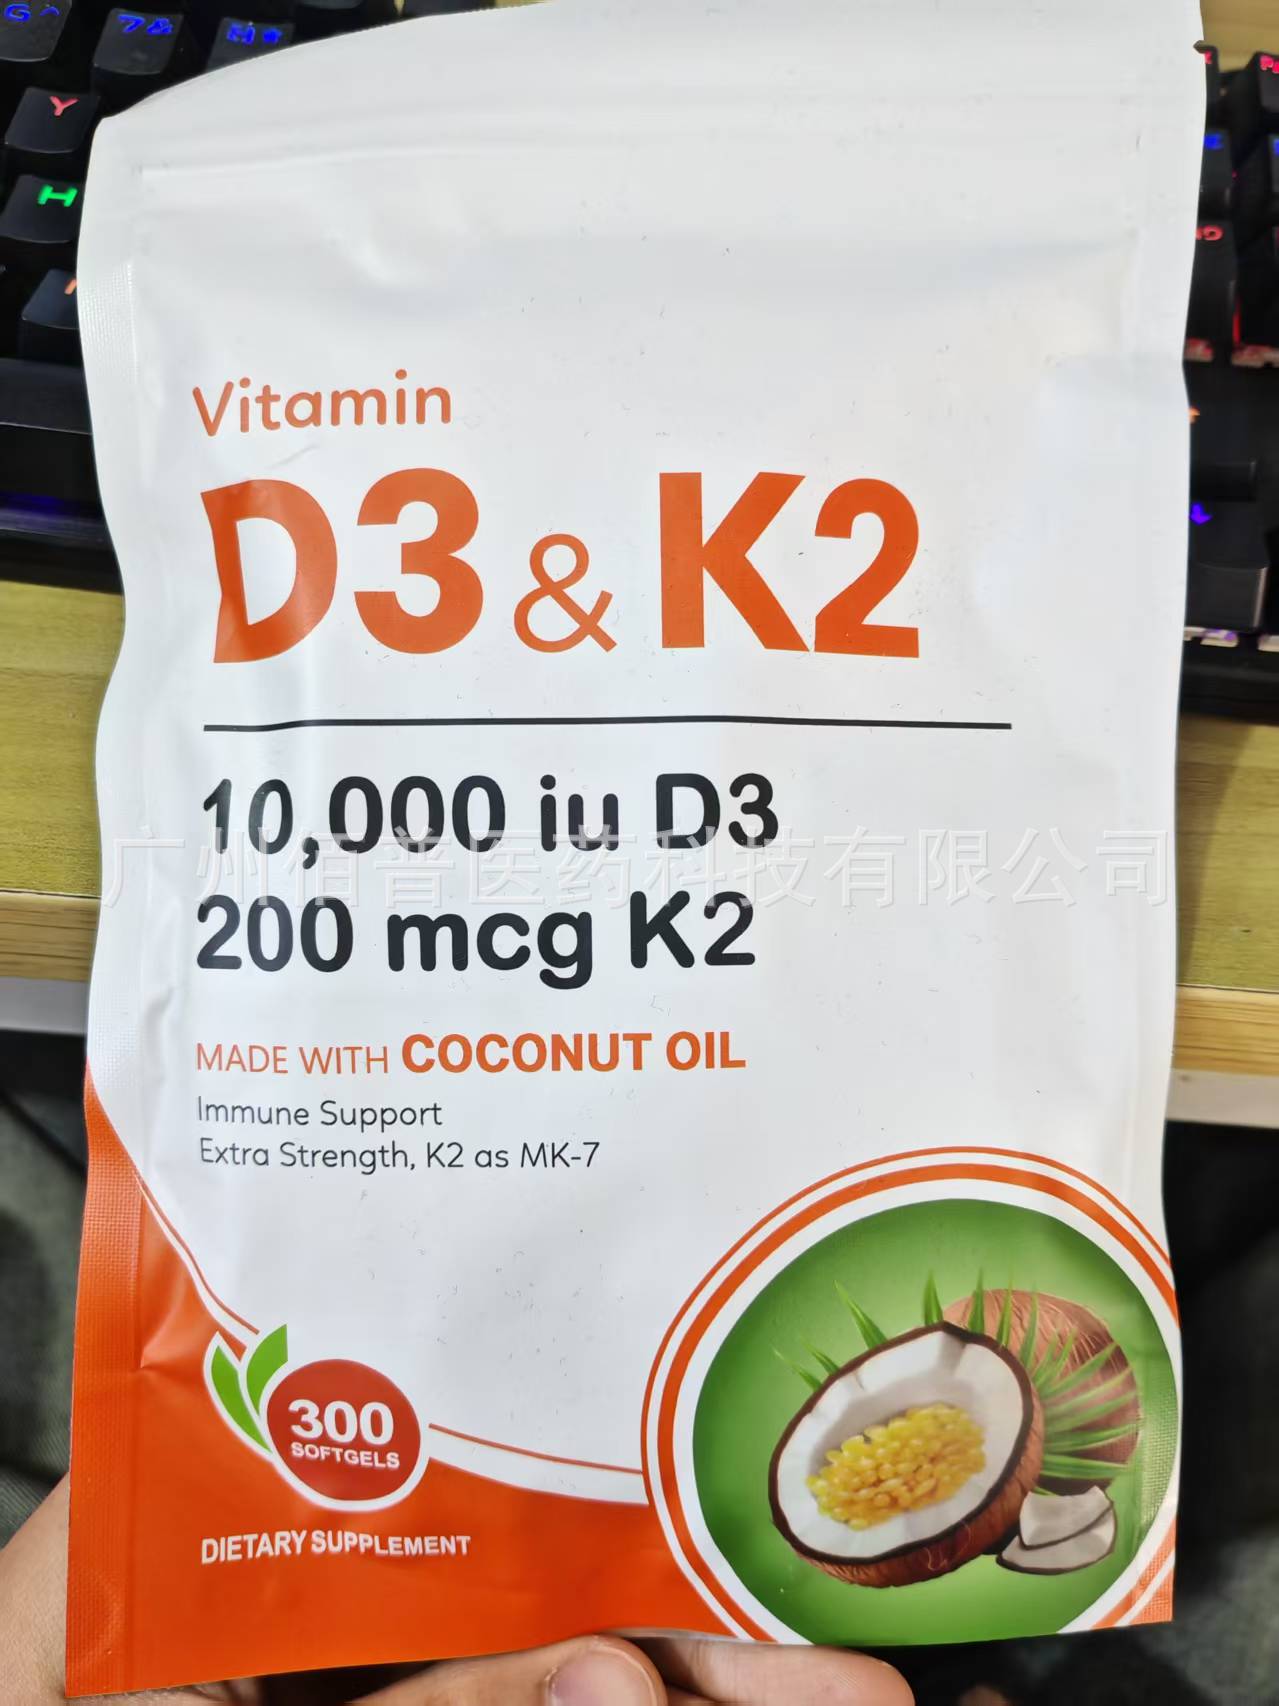 Vitamin
D3 & K2
10,000 iu D3
广州佰普医药科技有限公司
200 mcg K2
MADE WITH COCONUT OIL
Immune Support
Extra Strength, K2 as MK-7
300
SOFTGELS
DIETARY SUPPLEMENT
G
7 &
Y
H